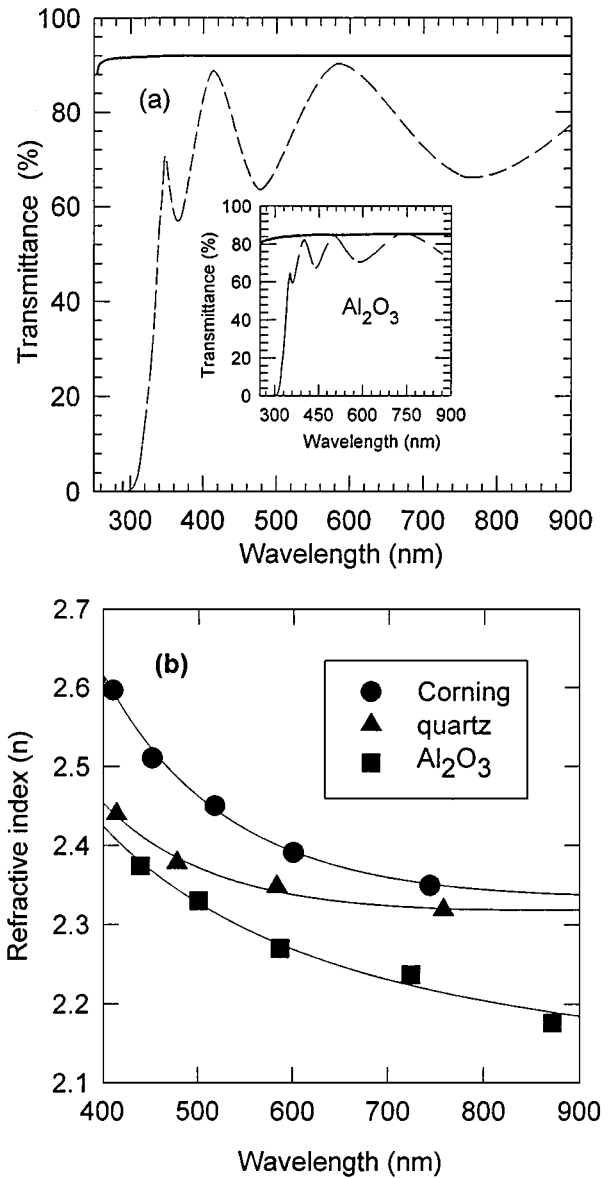 100
80
60
40
20
0
Transmittance (%)
(a)
100
80
60
40
20
0
Transmittance (%)
Al2O3
300 450 600 750 900
Wavelength (nm)
300 400 500 600 700 800 900
Wavelength (nm)
2.7
2.6
2.5
2.4
2.3
2.2
2.1
Refractive index (n)
(b)
Corning
quartz
Al2O3
400 500 600 700 800 900
Wavelength (nm)